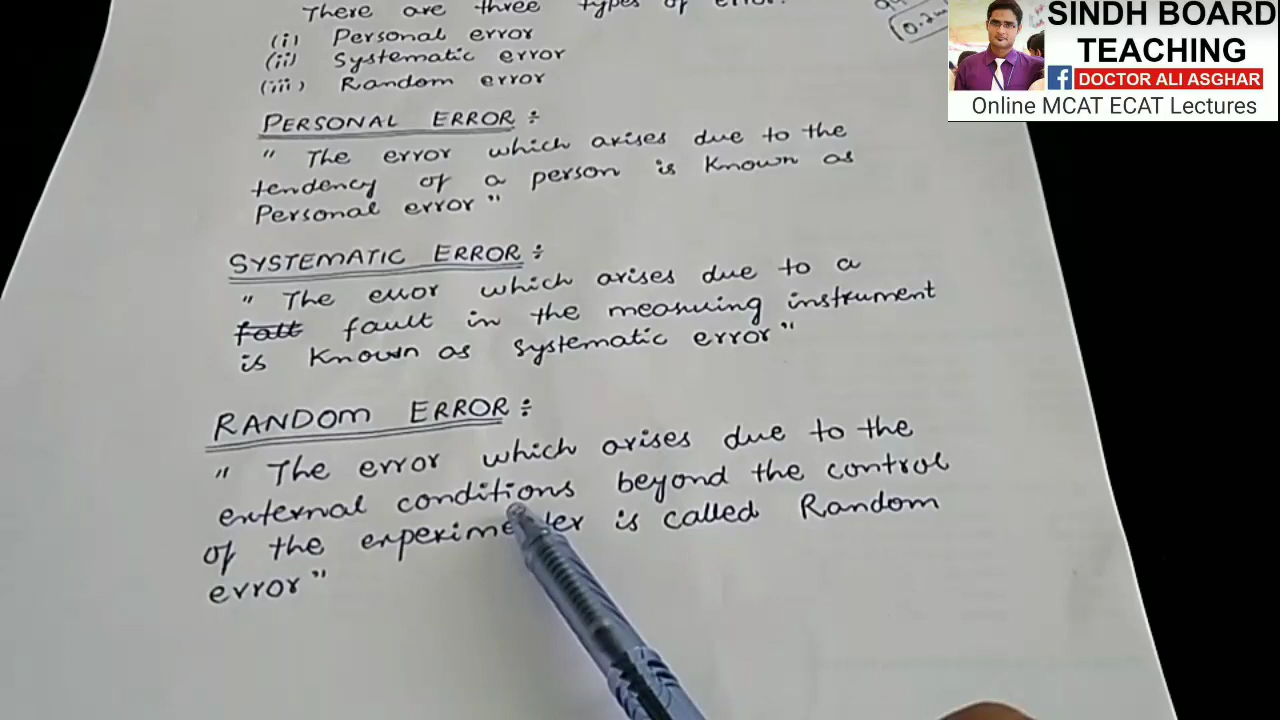 There are three types of error.
(i) Personal error
(ii) Systematic error
(iii) Random error
PERSONAL ERROR :
" The error which arises due to the
tendency of a person is known as
Personal error "
SYSTEMATIC ERROR :
" The error which arises due to a
fault in the measuring instrument
is known as systematic error "
RANDOM ERROR :
" The error which arises due to the
external conditions beyond the control
of the experimenter is called Random
error "
SINDH BOARD
TEACHING
f DOCTOR ALI ASGHAR
Online MCAT ECAT Lectures